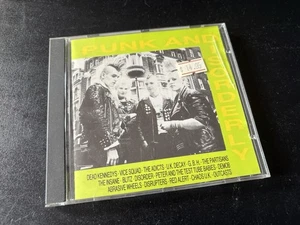 PUNK AND
DISORDERLY
DEAD KENNEDYS · VICE SQUAD · THE ADICTS · U.K. DECAY · G.B.H. · THE PARTISANS
THE INSANE · BLITZ · DISORDER · PETER AND THE TEST TUBE BABIES · DEMOB
ABRASIVE WHEELS · DISRUPTERS · RED ALERT · CHAOS U.K. · OUTCASTS